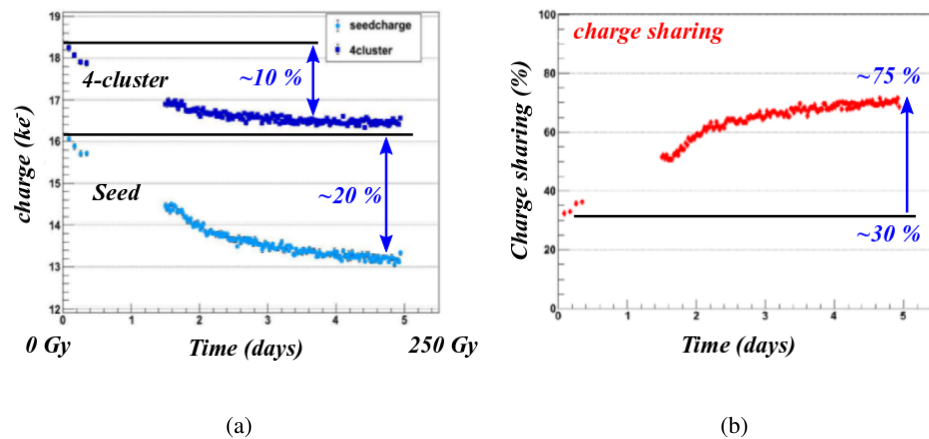 19
18
17
16
15
14
13
12
charge (ke-)
seedcharge
4cluster
4-cluster
~10 %
Seed
~20 %
0 1 2 3 4 5
0 Gy
Time (days)
250 Gy
(a)
100
80
60
40
20
0
Charge sharing (%)
charge sharing
~75 %
~30 %
0 1 2 3 4 5
Time (days)
(b)